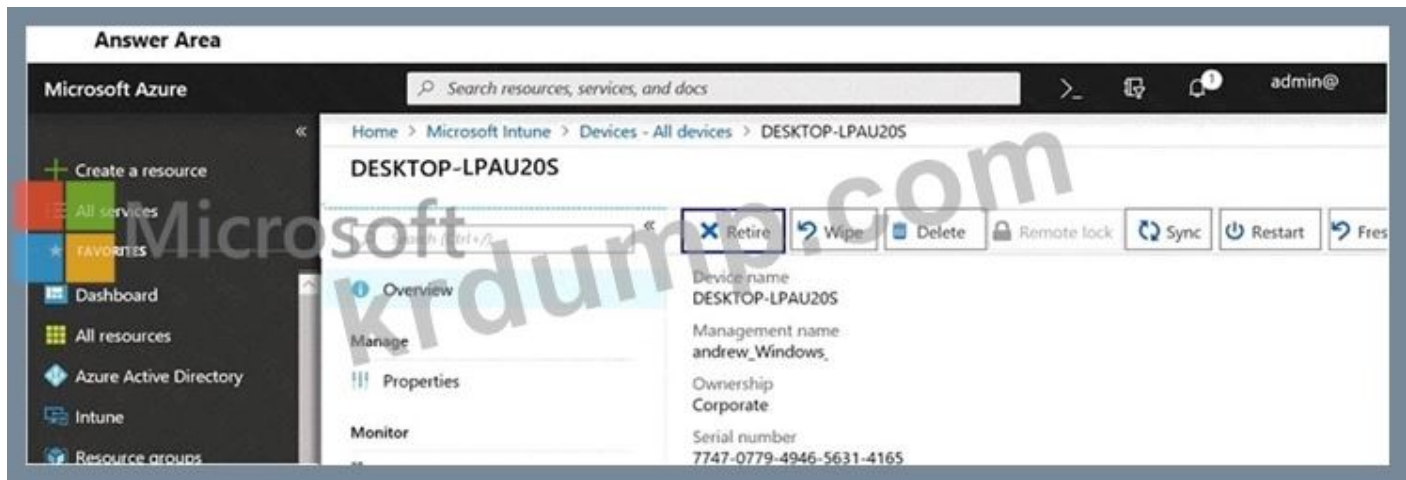 Answer Area
Microsoft Azure
Search resources, services, and docs
1
admin@
Home > Microsoft Intune > Devices - All devices > DESKTOP-LPAU20S
DESKTOP-LPAU20S
Create a resource
All services
FAVORITES
Dashboard
All resources
Azure Active Directory
Intune
Resource groups
Search (Ctrl+/)
Overview
Manage
Properties
Monitor
Retire Wipe Delete Remote lock Sync Restart Fres
Device name
DESKTOP-LPAU20S
Management name
andrew_Windows_
Ownership
Corporate
Serial number
7747-0779-4946-5631-4165
Microsoft
krdump.com